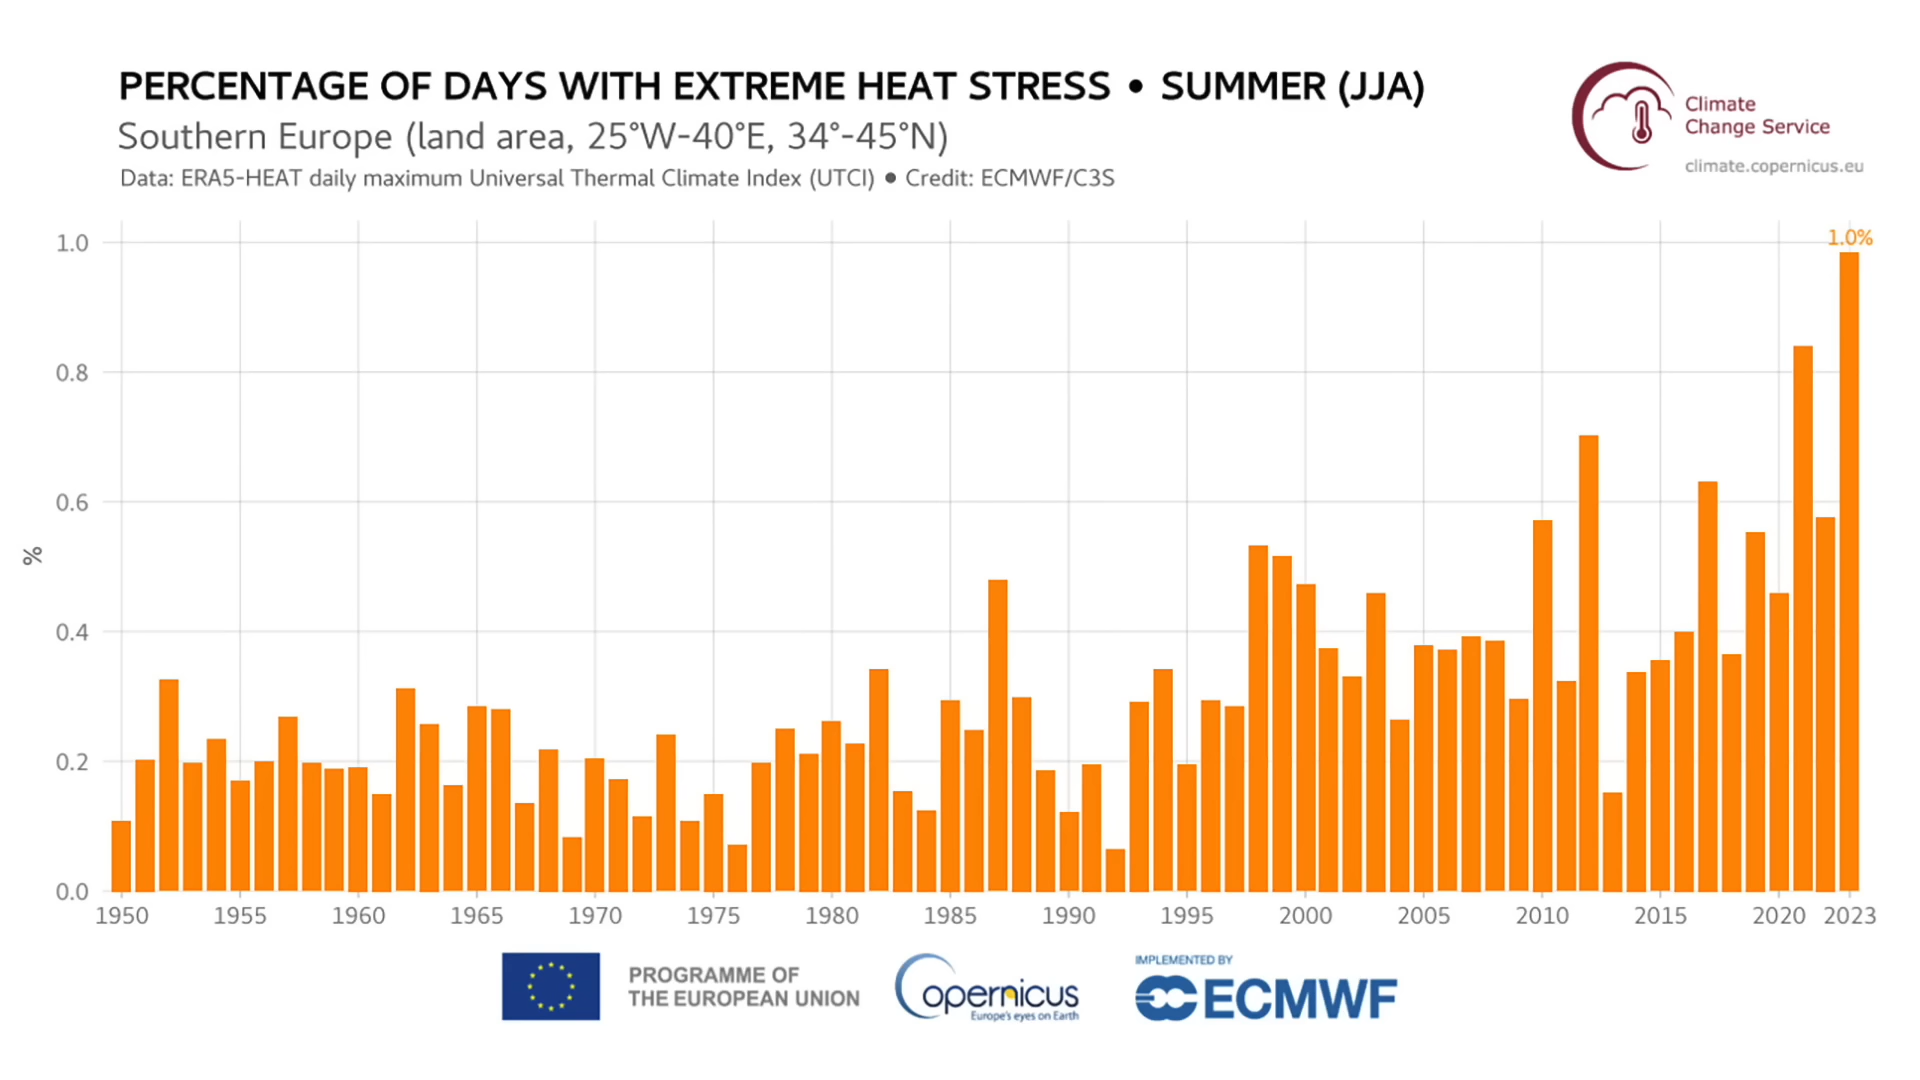 PERCENTAGE OF DAYS WITH EXTREME HEAT STRESS • SUMMER (JJA)
Southern Europe (land area, 25°W-40°E, 34°-45°N)
Data: ERA5-HEAT daily maximum Universal Thermal Climate Index (UTCI) • Credit: ECMWF/C3S
Climate
Change Service
climate.copernicus.eu
1.0%
1.0
0.8
0.6
%
0.4
0.2
0.0
1950 1955 1960 1965 1970 1975 1980 1985 1990 1995 2000 2005 2010 2015 2020 2023
PROGRAMME OF
THE EUROPEAN UNION
Copernicus
Europe's eyes on Earth
IMPLEMENTED BY
ECMWF